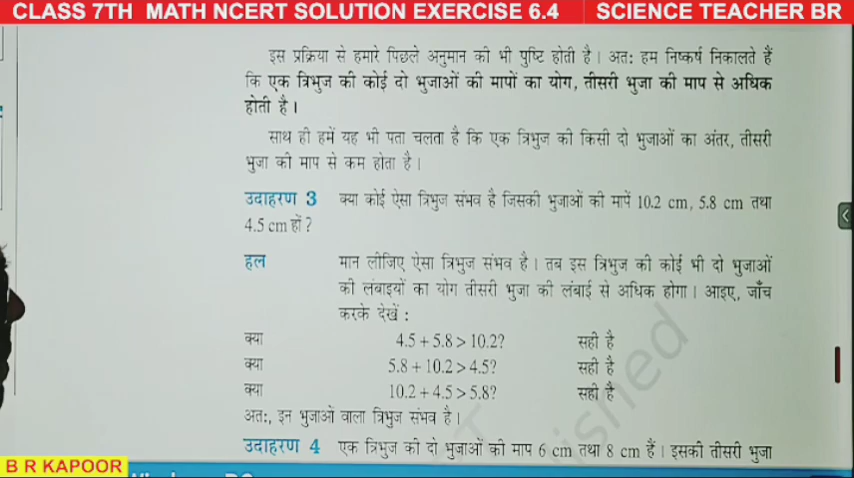 CLASS 7TH MATH NCERT SOLUTION EXERCISE 6.4 SCIENCE TEACHER BR
इस प्रक्रिया से हमारे पिछले अनुमान की भी पुष्टि होती है। अतः हम निष्कर्ष निकालते हैं
कि एक त्रिभुज की कोई दो भुजाओं की मापों का योग, तीसरी भुजा की माप से अधिक
होती है।
साथ ही हमें यह भी पता चलता है कि एक त्रिभुज की किसी दो भुजाओं का अंतर, तीसरी
भुजा की माप से कम होता है।
उदाहरण 3 क्या कोई ऐसा त्रिभुज संभव है जिसकी भुजाओं की मापें 10.2 cm, 5.8 cm तथा
4.5 cm हों?
हल मान लीजिए ऐसा त्रिभुज संभव है। तब इस त्रिभुज की कोई भी दो भुजाओं
की लंबाइयों का योग तीसरी भुजा की लंबाई से अधिक होगा। आइए, जाँच
करके देखें :
क्या 4.5 + 5.8 > 10.2? सही है
क्या 5.8 + 10.2 > 4.5? सही है
क्या 10.2 + 4.5 > 5.8? सही है
अतः, इन भुजाओं वाला त्रिभुज संभव है।
उदाहरण 4 एक त्रिभुज की दो भुजाओं की माप 6 cm तथा 8 cm हैं। इसकी तीसरी भुजा
B R KAPOOR